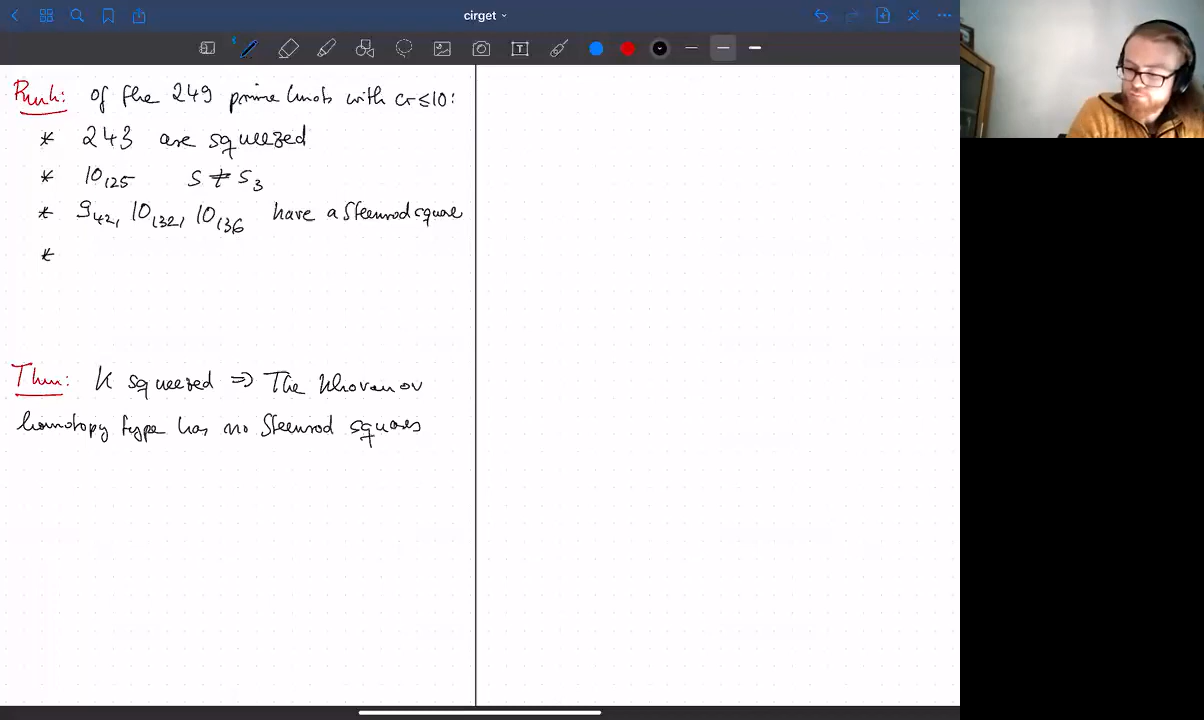 cirget
Rmk: of the 249 prime knots with cr ≤ 10:
* 243 are squeezed
* 10₁₂₅ s ≠ s₃
* 9₄₂, 10₁₃₂, 10₁₃₆ have a Steenrod square
*
Thm: K squeezed ⇒ The Khovanov
homotopy type has no Steenrod squares